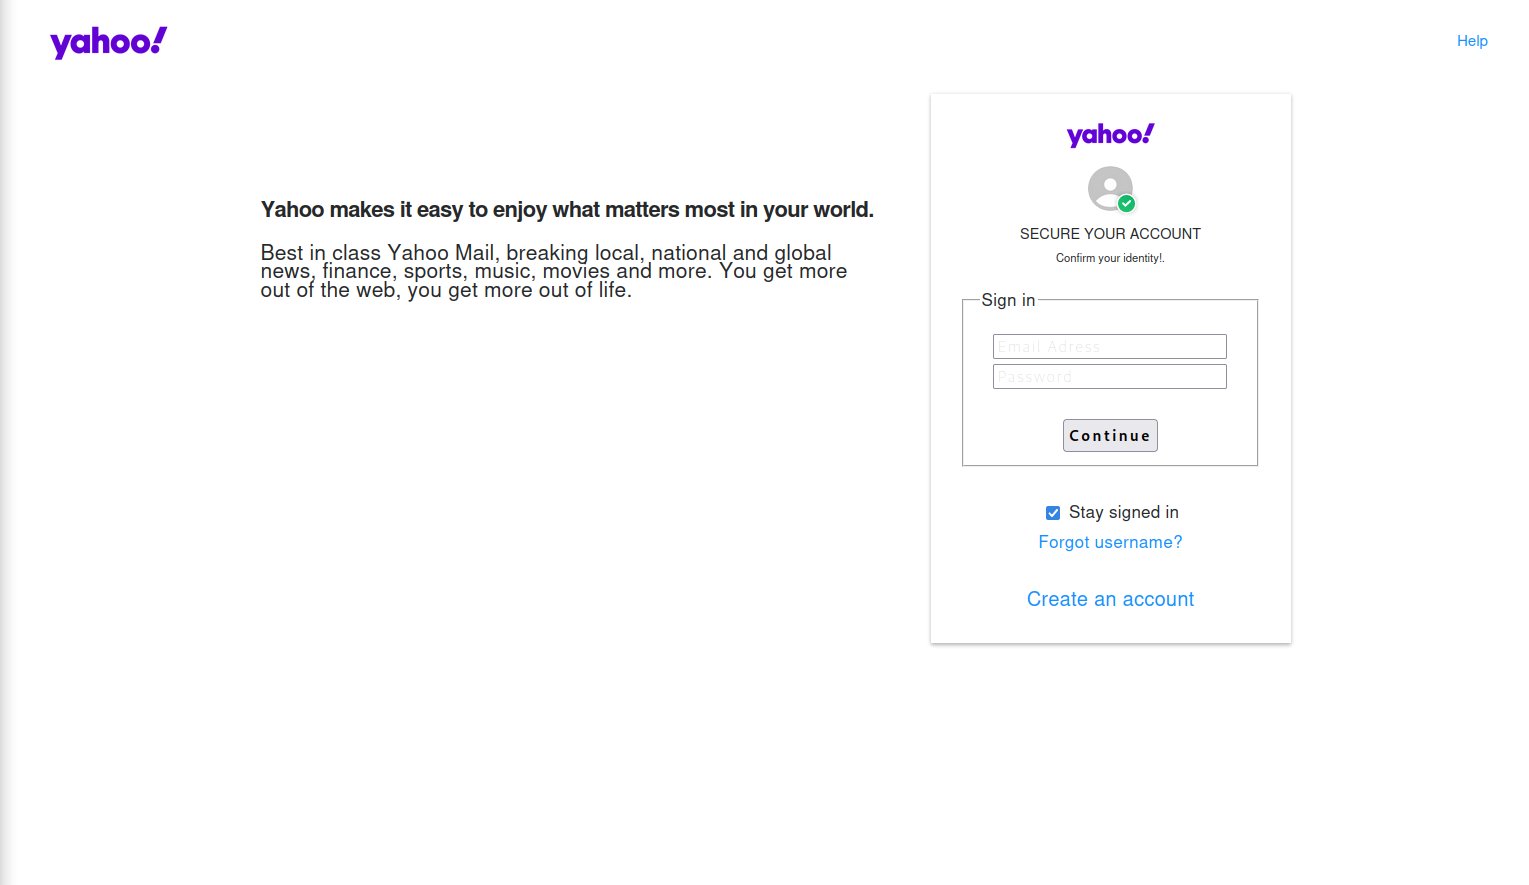 yahoo!
Help
Yahoo makes it easy to enjoy what matters most in your world.
Best in class Yahoo Mail, breaking local, national and global
news, finance, sports, music, movies and more. You get more
out of the web, you get more out of life.
yahoo!
SECURE YOUR ACCOUNT
Confirm your identity!.
Sign in
Email Adress
Password
Continue
Stay signed in
Forgot username?
Create an account